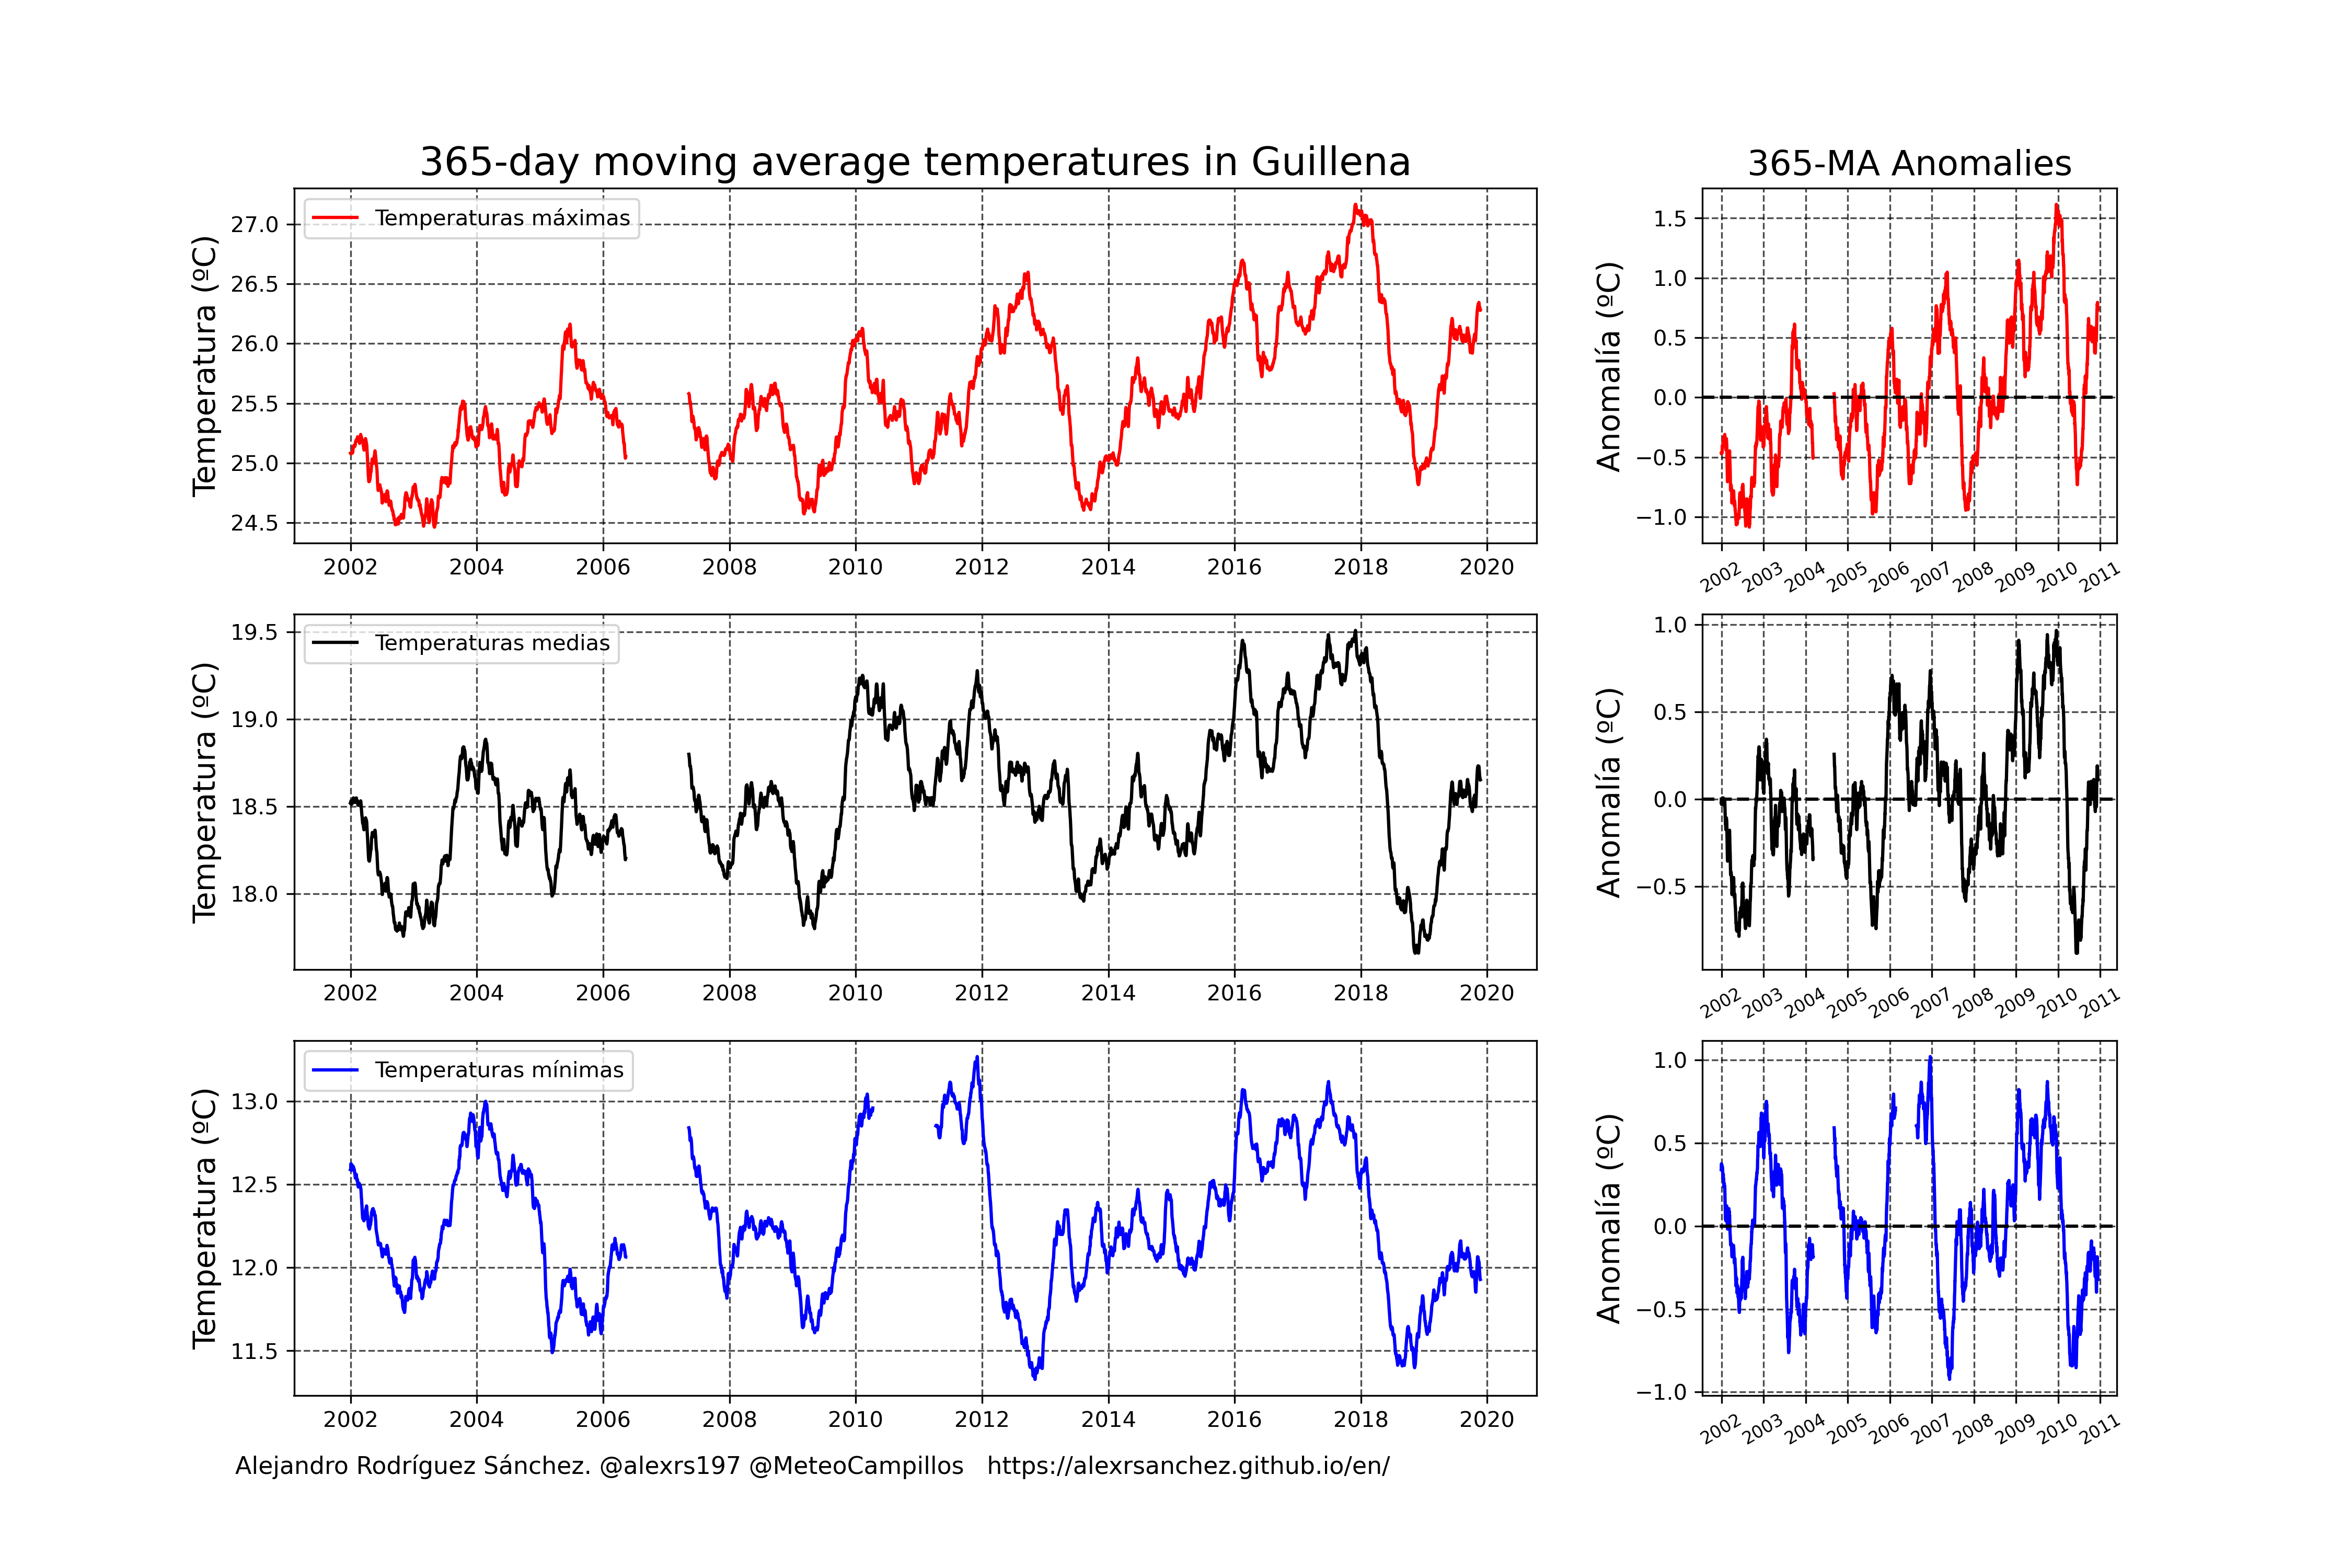 365-day moving average temperatures in Guillena
365-MA Anomalies
Temperatura (ºC)
27.0
26.5
26.0
25.5
25.0
24.5
Temperaturas máximas
2002 2004 2006 2008 2010 2012 2014 2016 2018 2020
Anomalía (ºC)
1.5
1.0
0.5
0.0
−0.5
−1.0
2002 2003 2004 2005 2006 2007 2008 2009 2010 2011
Temperatura (ºC)
19.5
19.0
18.5
18.0
Temperaturas medias
2002 2004 2006 2008 2010 2012 2014 2016 2018 2020
Anomalía (ºC)
1.0
0.5
0.0
−0.5
2002 2003 2004 2005 2006 2007 2008 2009 2010 2011
Temperatura (ºC)
13.0
12.5
12.0
11.5
Temperaturas mínimas
2002 2004 2006 2008 2010 2012 2014 2016 2018 2020
Anomalía (ºC)
1.0
0.5
0.0
−0.5
−1.0
2002 2003 2004 2005 2006 2007 2008 2009 2010 2011
Alejandro Rodríguez Sánchez. @alexrs197 @MeteoCampillos https://alexrsanchez.github.io/en/